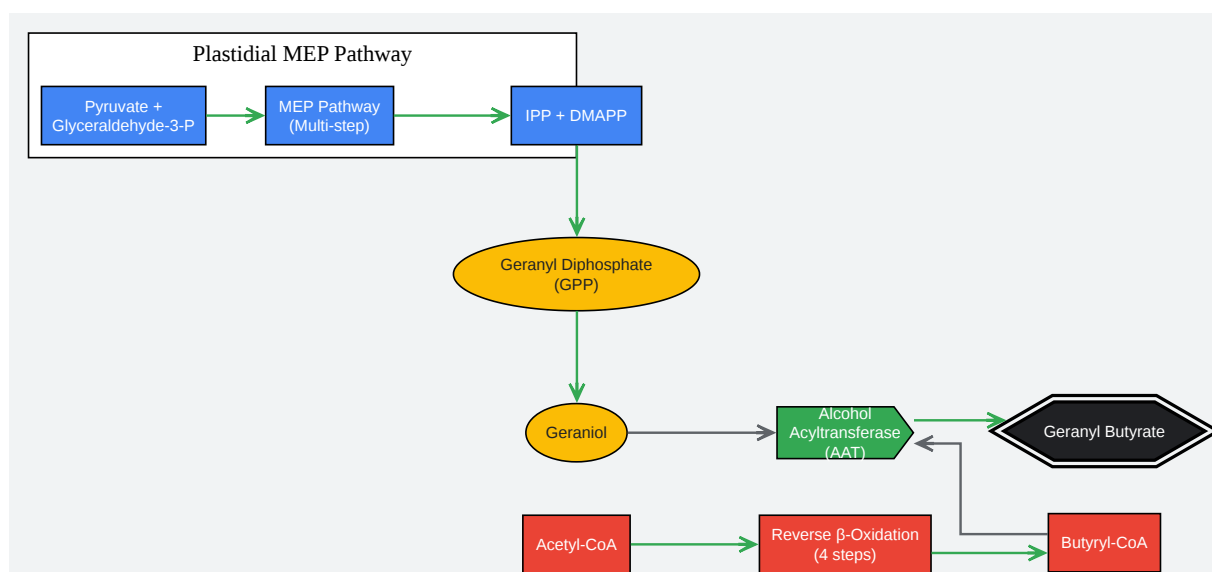 Plastidial MEP Pathway
Pyruvate +
Glyceraldehyde-3-P
MEP Pathway
(Multi-step)
IPP + DMAPP
Geranyl Diphosphate
(GPP)
Geraniol
Alcohol
Acyltransferase
(AAT)
Geranyl Butyrate
Acetyl-CoA
Reverse β-Oxidation
(4 steps)
Butyryl-CoA